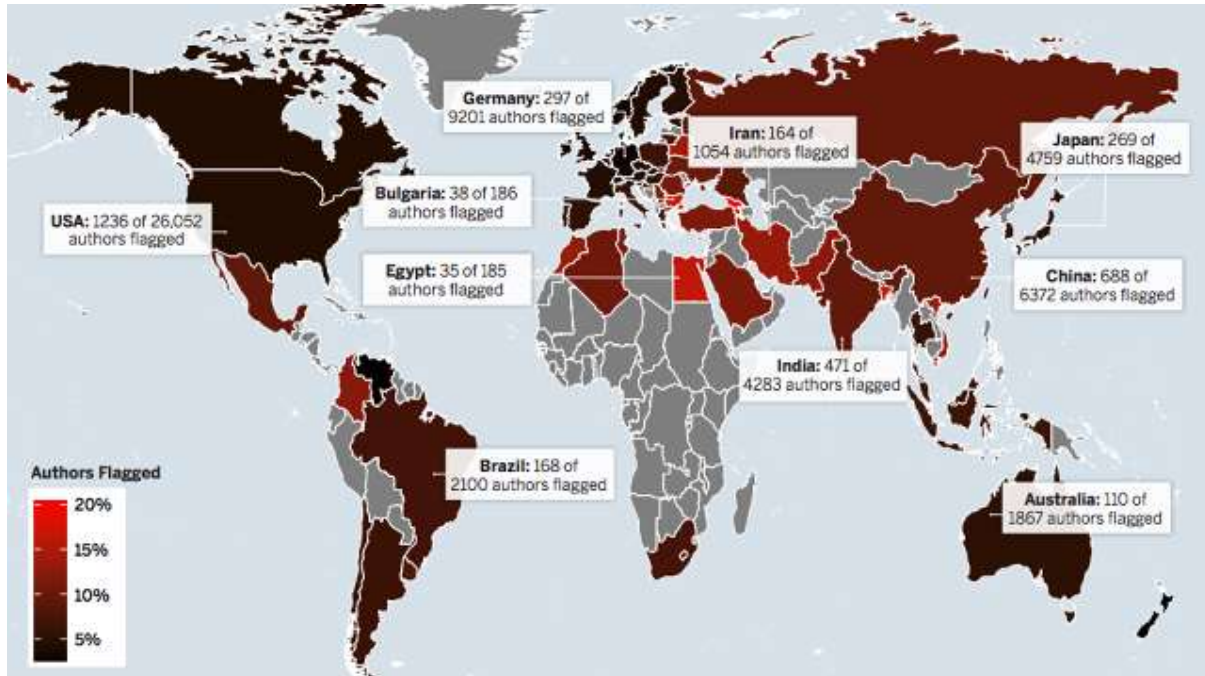 Germany: 297 of
9201 authors flagged
Iran: 164 of
1054 authors flagged
Japan: 269 of
4759 authors flagged
Bulgaria: 38 of 186
authors flagged
USA: 1236 of 26,052
authors flagged
Egypt: 35 of 185
authors flagged
China: 688 of
6372 authors flagged
India: 471 of
4283 authors flagged
Brazil: 168 of
2100 authors flagged
Australia: 110 of
1867 authors flagged
Authors Flagged
20%
15%
10%
5%